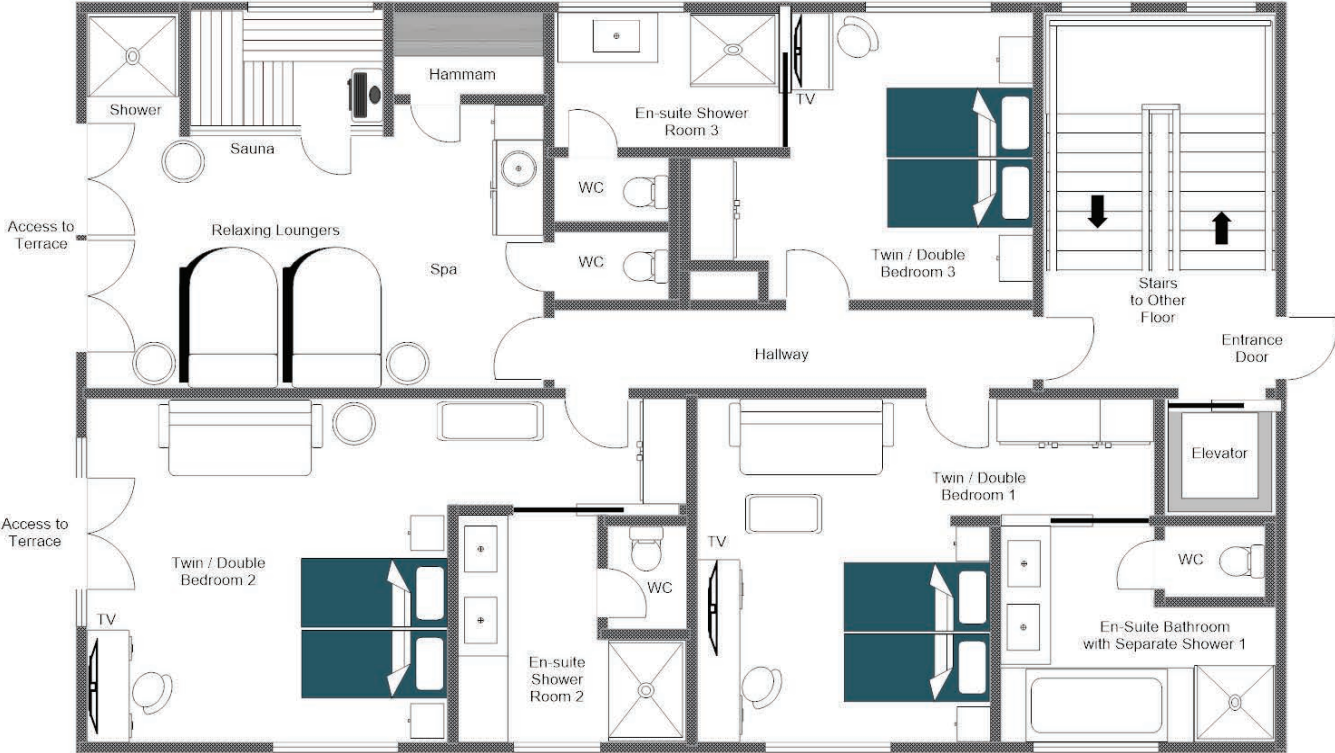 Shower
Sauna
Hammam
En-suite Shower
Room 3
TV
WC
WC
Access to
Terrace
Relaxing Loungers
Spa
Twin / Double
Bedroom 3
Stairs
to Other
Floor
Entrance
Door
Hallway
Elevator
Access to
Terrace
Twin / Double
Bedroom 2
TV
En-suite
Shower
Room 2
WC
TV
Twin / Double
Bedroom 1
WC
En-Suite Bathroom
with Separate Shower 1